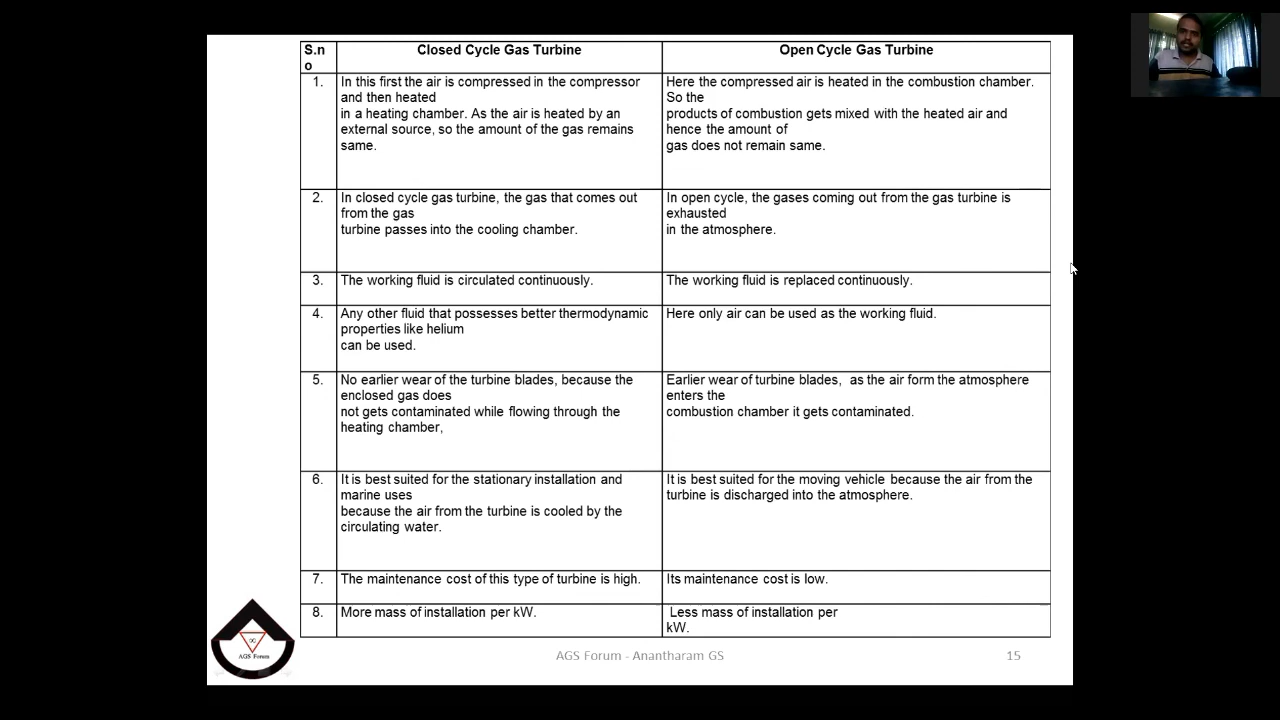 S.n
o
Closed Cycle Gas Turbine
Open Cycle Gas Turbine
1.
In this first the air is compressed in the compressor
and then heated
in a heating chamber. As the air is heated by an
external source, so the amount of the gas remains
same.
Here the compressed air is heated in the combustion chamber.
So the
products of combustion gets mixed with the heated air and
hence the amount of
gas does not remain same.
2.
In closed cycle gas turbine, the gas that comes out
from the gas
turbine passes into the cooling chamber.
In open cycle, the gases coming out from the gas turbine is
exhausted
in the atmosphere.
3.
The working fluid is circulated continuously.
The working fluid is replaced continuously.
4.
Any other fluid that possesses better thermodynamic
properties like helium
can be used.
Here only air can be used as the working fluid.
5.
No earlier wear of the turbine blades, because the
enclosed gas does
not gets contaminated while flowing through the
heating chamber,
Earlier wear of turbine blades, as the air form the atmosphere
enters the
combustion chamber it gets contaminated.
6.
It is best suited for the stationary installation and
marine uses
because the air from the turbine is cooled by the
circulating water.
It is best suited for the moving vehicle because the air from the
turbine is discharged into the atmosphere.
7.
The maintenance cost of this type of turbine is high.
Its maintenance cost is low.
8.
More mass of installation per kW.
Less mass of installation per
kW.
AGS Forum
AGS Forum - Anantharam GS
15